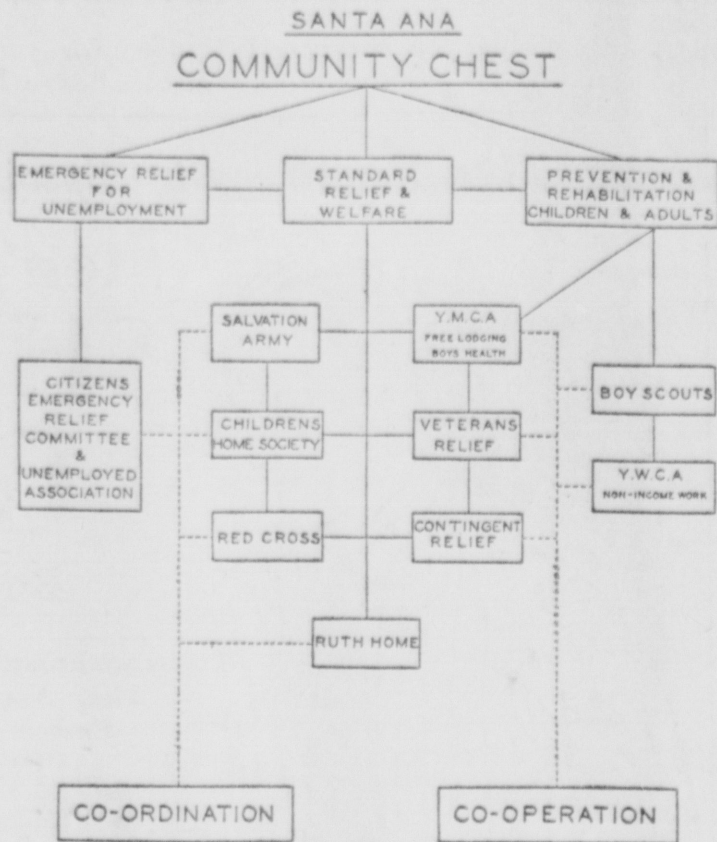 SANTA ANA
COMMUNITY CHEST
EMERGENCY RELIEF
FOR
UNEMPLOYMENT
STANDARD
RELIEF &
WELFARE
PREVENTION &
REHABILITATION
CHILDREN & ADULTS
SALVATION
ARMY
Y.M.C.A
FREE LODGING
BOYS HEALTH
CITIZENS
EMERGENCY
RELIEF
COMMITTEE
&
UNEMPLOYED
ASSOCIATION
BOY SCOUTS
CHILDRENS
HOME SOCIETY
VETERANS
RELIEF
Y.W.C.A
NON-INCOME WORK
RED CROSS
CONTINGENT
RELIEF
RUTH HOME
CO-ORDINATION
CO-OPERATION